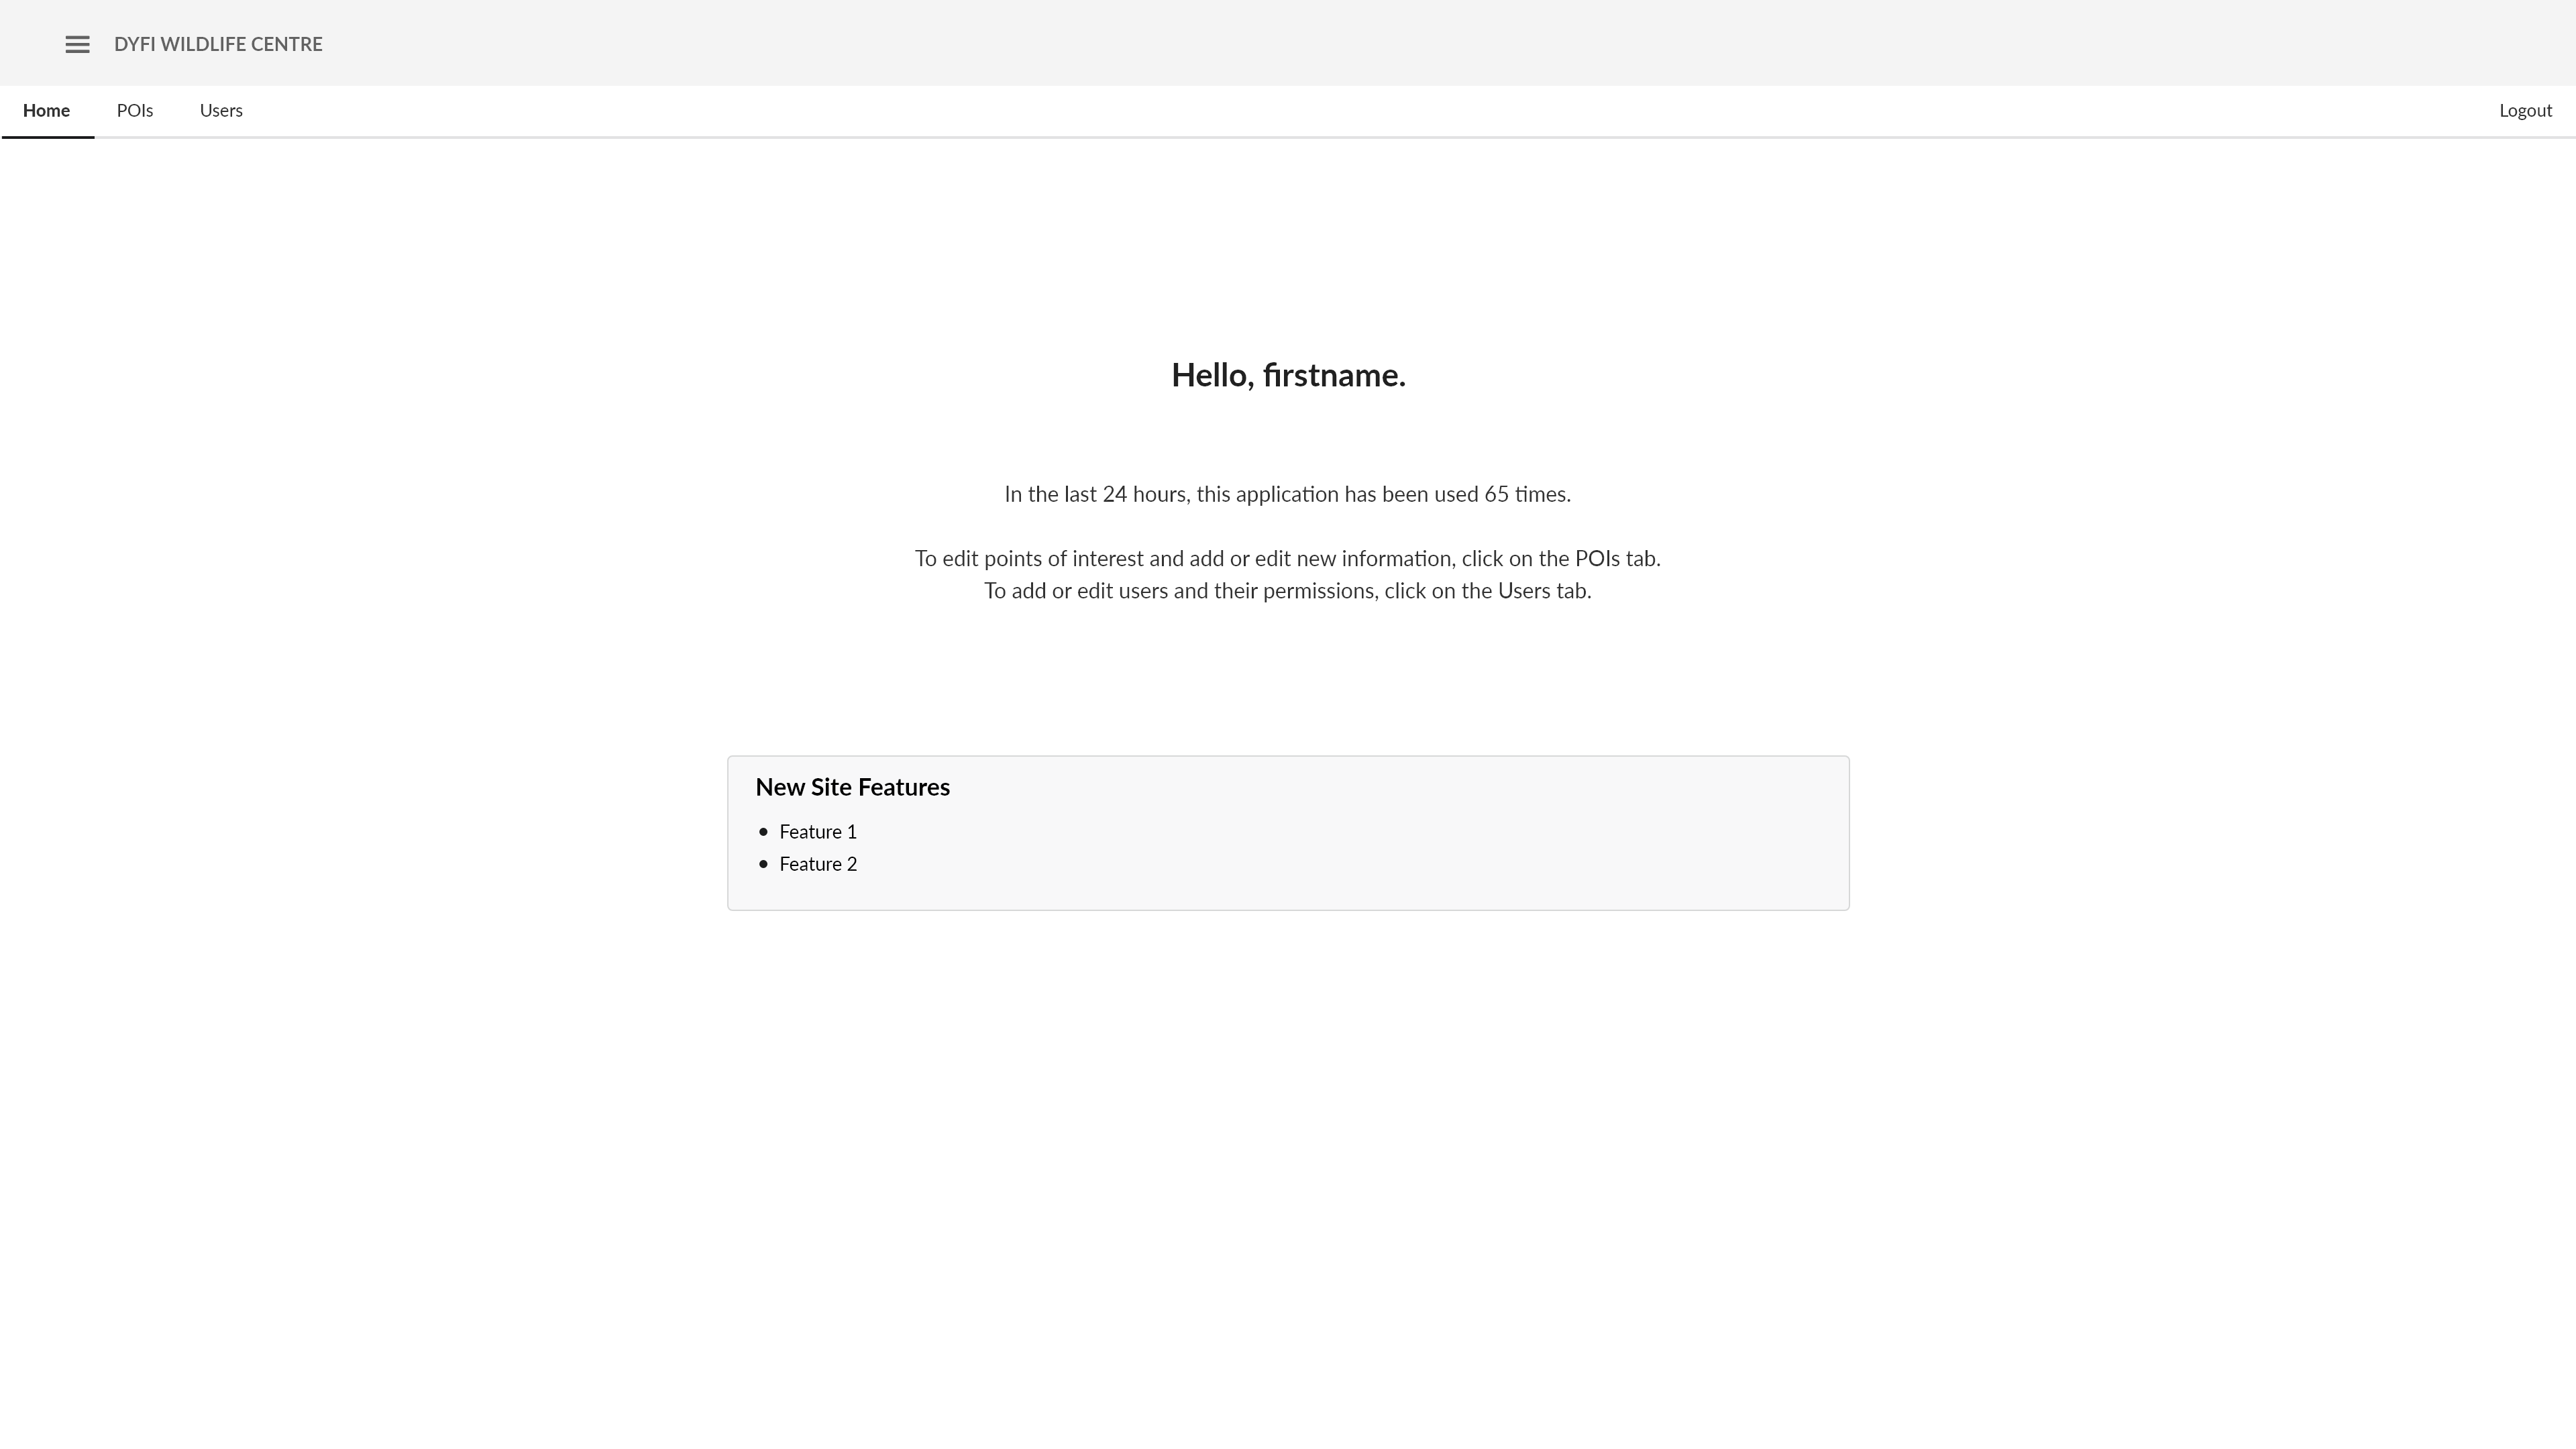 DYFI WILDLIFE CENTRE
Home POIs Users Logout
Hello, firstname.
In the last 24 hours, this application has been used 65 times.
To edit points of interest and add or edit new information, click on the POIs tab.
To add or edit users and their permissions, click on the Users tab.
New Site Features
• Feature 1
• Feature 2